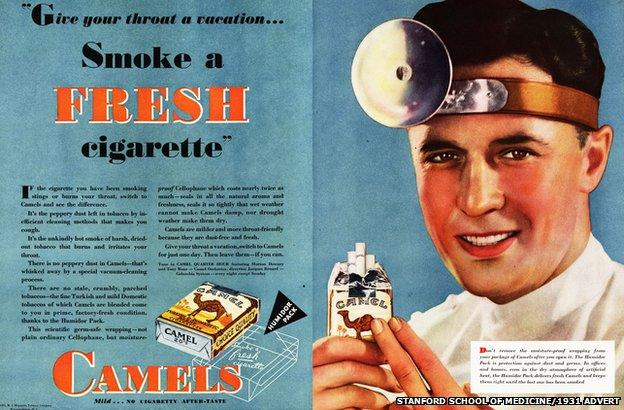 "Give your throat a vacation...
Smoke a
FRESH
cigarette"
IF the cigarette you have been smoking
stings or burns your throat, switch to
Camels and see the difference.
It's the peppery dust left in tobacco by in-
efficient cleaning methods that makes you
cough.
It's the unkindly hot smoke of harsh, dried-
out tobacco that burns and irritates your
throat.
There is no peppery dust in Camels—that's
whisked away by a special vacuum-cleaning
process.
There are no stale, crumbly, parched
tobaccos—the fine Turkish and mild Domestic
tobaccos of which Camels are blended come
to you in prime, factory-fresh condition,
thanks to the Humidor Pack.
This scientific germ-safe wrapping—not
plain ordinary Cellophane, but moisture-
proof Cellophane which costs nearly twice as
much—seals in all the natural aroma and
freshness, seals it so tightly that wet weather
cannot make Camels damp, nor drought
weather make them dry.
Camels are milder and more throat-friendly
because they are dust-free and fresh.
Give your throat a vacation, switch to Camels
for just one day. Then leave them—if you can.
Tune in CAMEL QUARTER HOUR featuring Morton Downey
and Tony Wons — Camel Orchestra, direction Jacques Renard —
Columbia System — every night except Sunday
CAMEL
CHOICE QUALITY
CAMEL
20's
HUMIDOR
PACK
Fresh
CAMELS
Mild... NO CIGARETTY AFTER-TASTE
CAMEL
Don't remove the moisture-proof wrapping from
your package of Camels after you open it. The Humidor
Pack is protection against dust and germs. In offices
and homes, even in the dry atmosphere of artificial
heat, the Humidor Pack delivers fresh Camels and keeps
them right until the last one has been smoked
STANFORD SCHOOL OF MEDICINE/1931 ADVERT